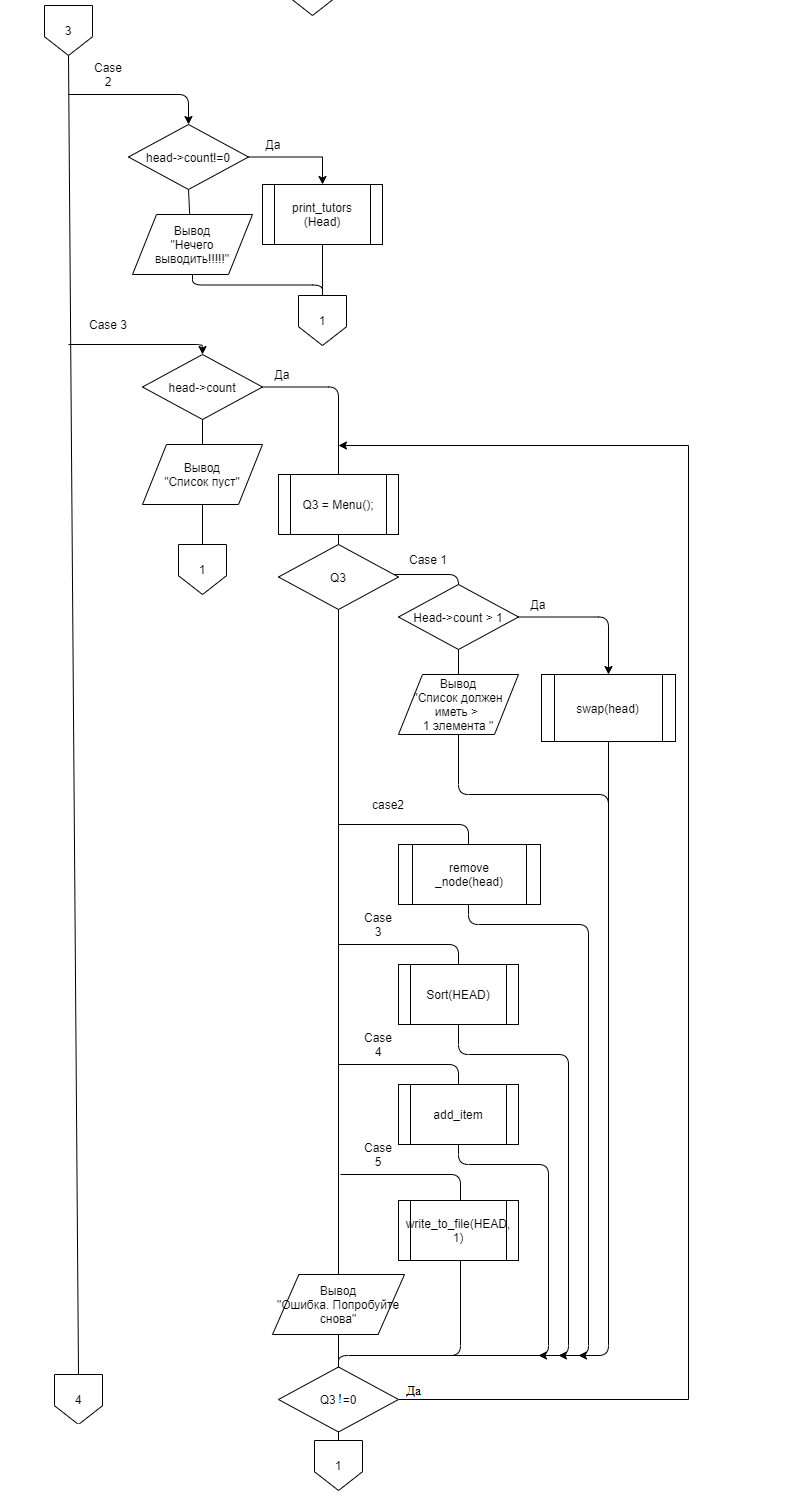 3
Case
2
head->count!=0
Да
print_tutors
(Head)
Вывод
"Нечего
выводить!!!!!"
1
Case 3
head->count
Да
Вывод
"Список пуст"
1
Q3 = Menu();
Q3
Case 1
Head->count > 1
Да
Вывод
"Список должен
иметь >
1 элемента "
swap(head)
case2
remove
_node(head)
Case
3
Sort(HEAD)
Case
4
add_item
Case
5
write_to_file(HEAD,
1)
Вывод
"Ошибка. Попробуйте
снова"
4
Q3!=0
Да
1